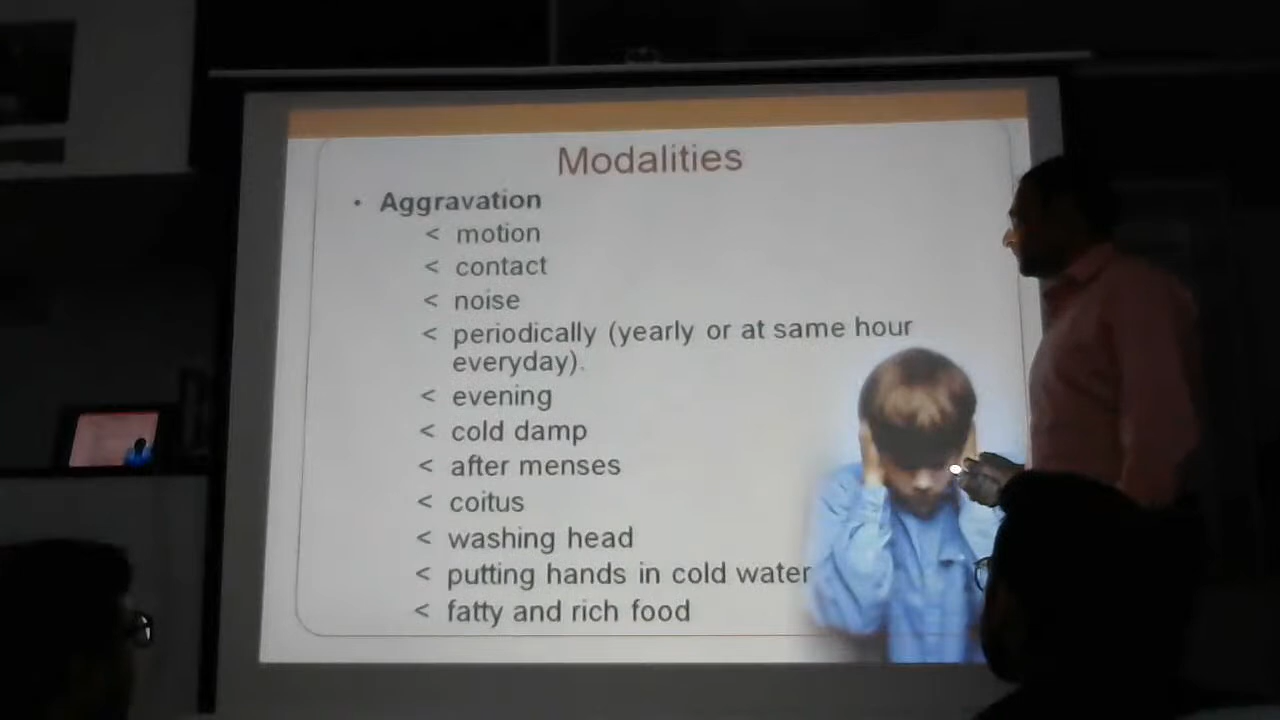 Modalities
• Aggravation
< motion
< contact
< noise
< periodically (yearly or at same hour
everyday).
< evening
< cold damp
< after menses
< coitus
< washing head
< putting hands in cold water
< fatty and rich food